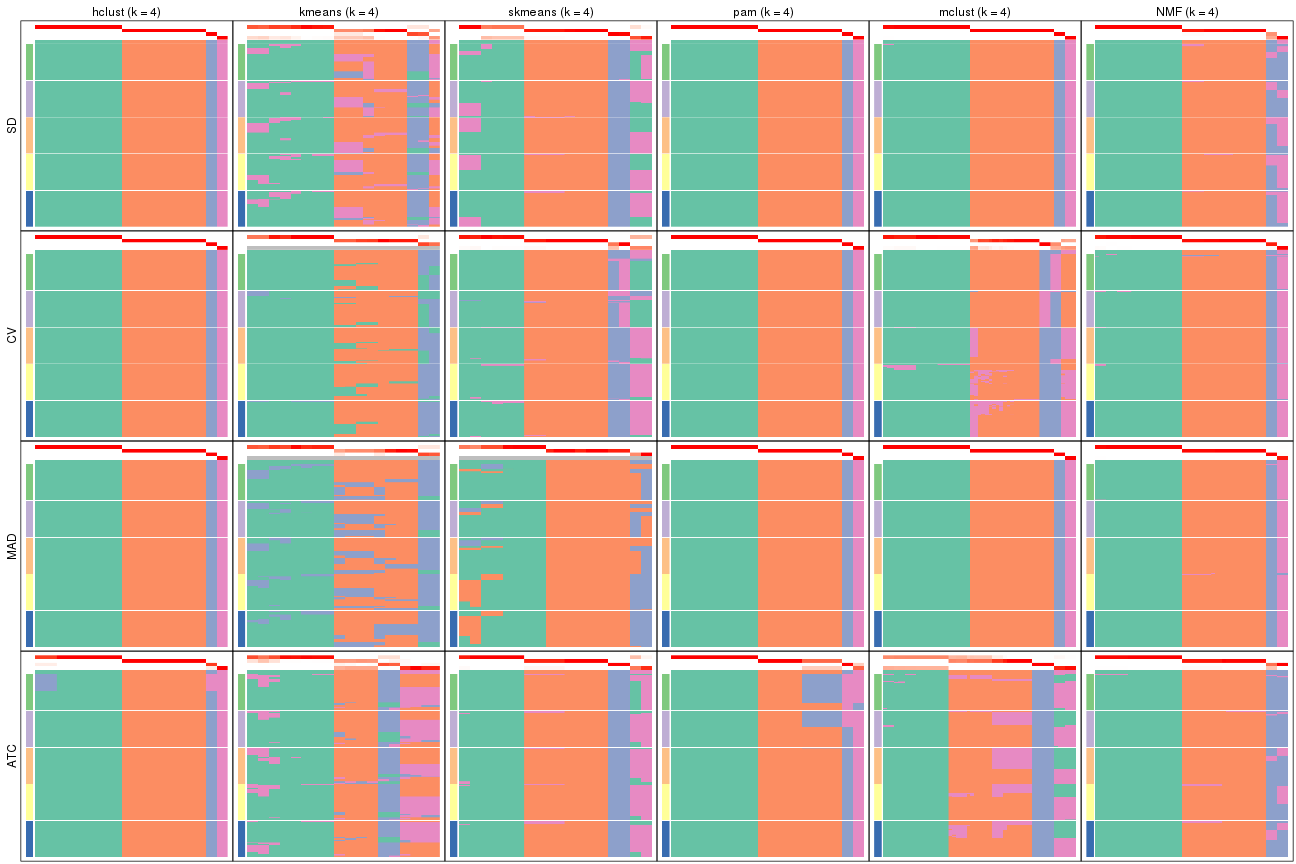 hclust (k = 4) kmeans (k = 4) skmeans (k = 4) pam (k = 4) mclust (k = 4) NMF (k = 4)
SD
CV
MAD
ATC